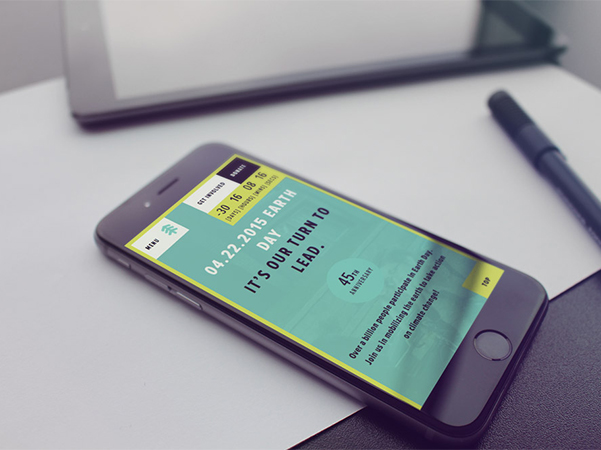 MENU
GET INVOLVED
DONATE
-30 16 08 16
[DAYS] [HOURS] [MINS] [SECS]
04.22.2015 EARTH
DAY
IT'S OUR TURN TO
LEAD.
45TH
ANNIVERSARY
Over a billion people participate in Earth Day.
Join us in mobilizing the earth to take action
on climate change!
TOP